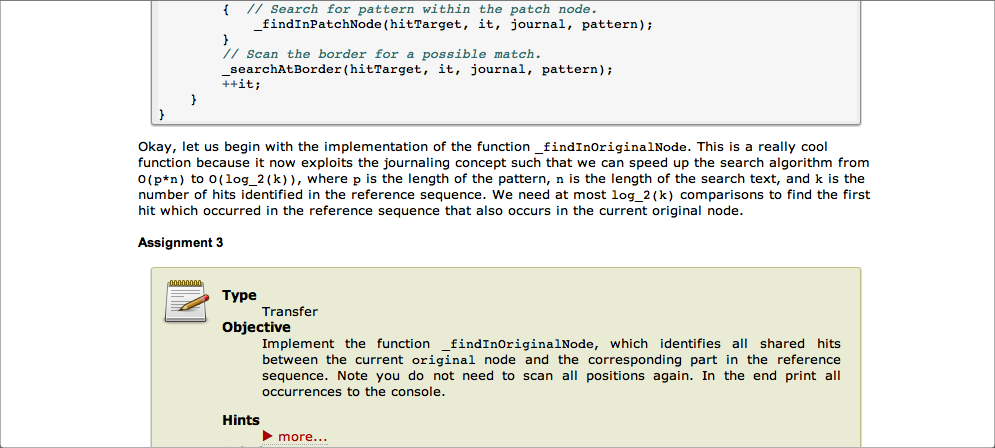 {  // Search for pattern within the patch node.
_findInPatchNode(hitTarget, it, journal, pattern);
}
// Scan the border for a possible match.
_searchAtBorder(hitTarget, it, journal, pattern);
++it;
}
}
Okay, let us begin with the implementation of the function _findInOriginalNode. This is a really cool
function because it now exploits the journaling concept such that we can speed up the search algorithm from
O(p*n) to O(log_2(k)), where p is the length of the pattern, n is the length of the search text, and k is the
number of hits identified in the reference sequence. We need at most log_2(k) comparisons to find the first
hit which occurred in the reference sequence that also occurs in the current original node.
Assignment 3
Type
Transfer
Objective
Implement the function _findInOriginalNode, which identifies all shared hits
between the current original node and the corresponding part in the reference
sequence. Note you do not need to scan all positions again. In the end print all
occurrences to the console.
Hints
more...